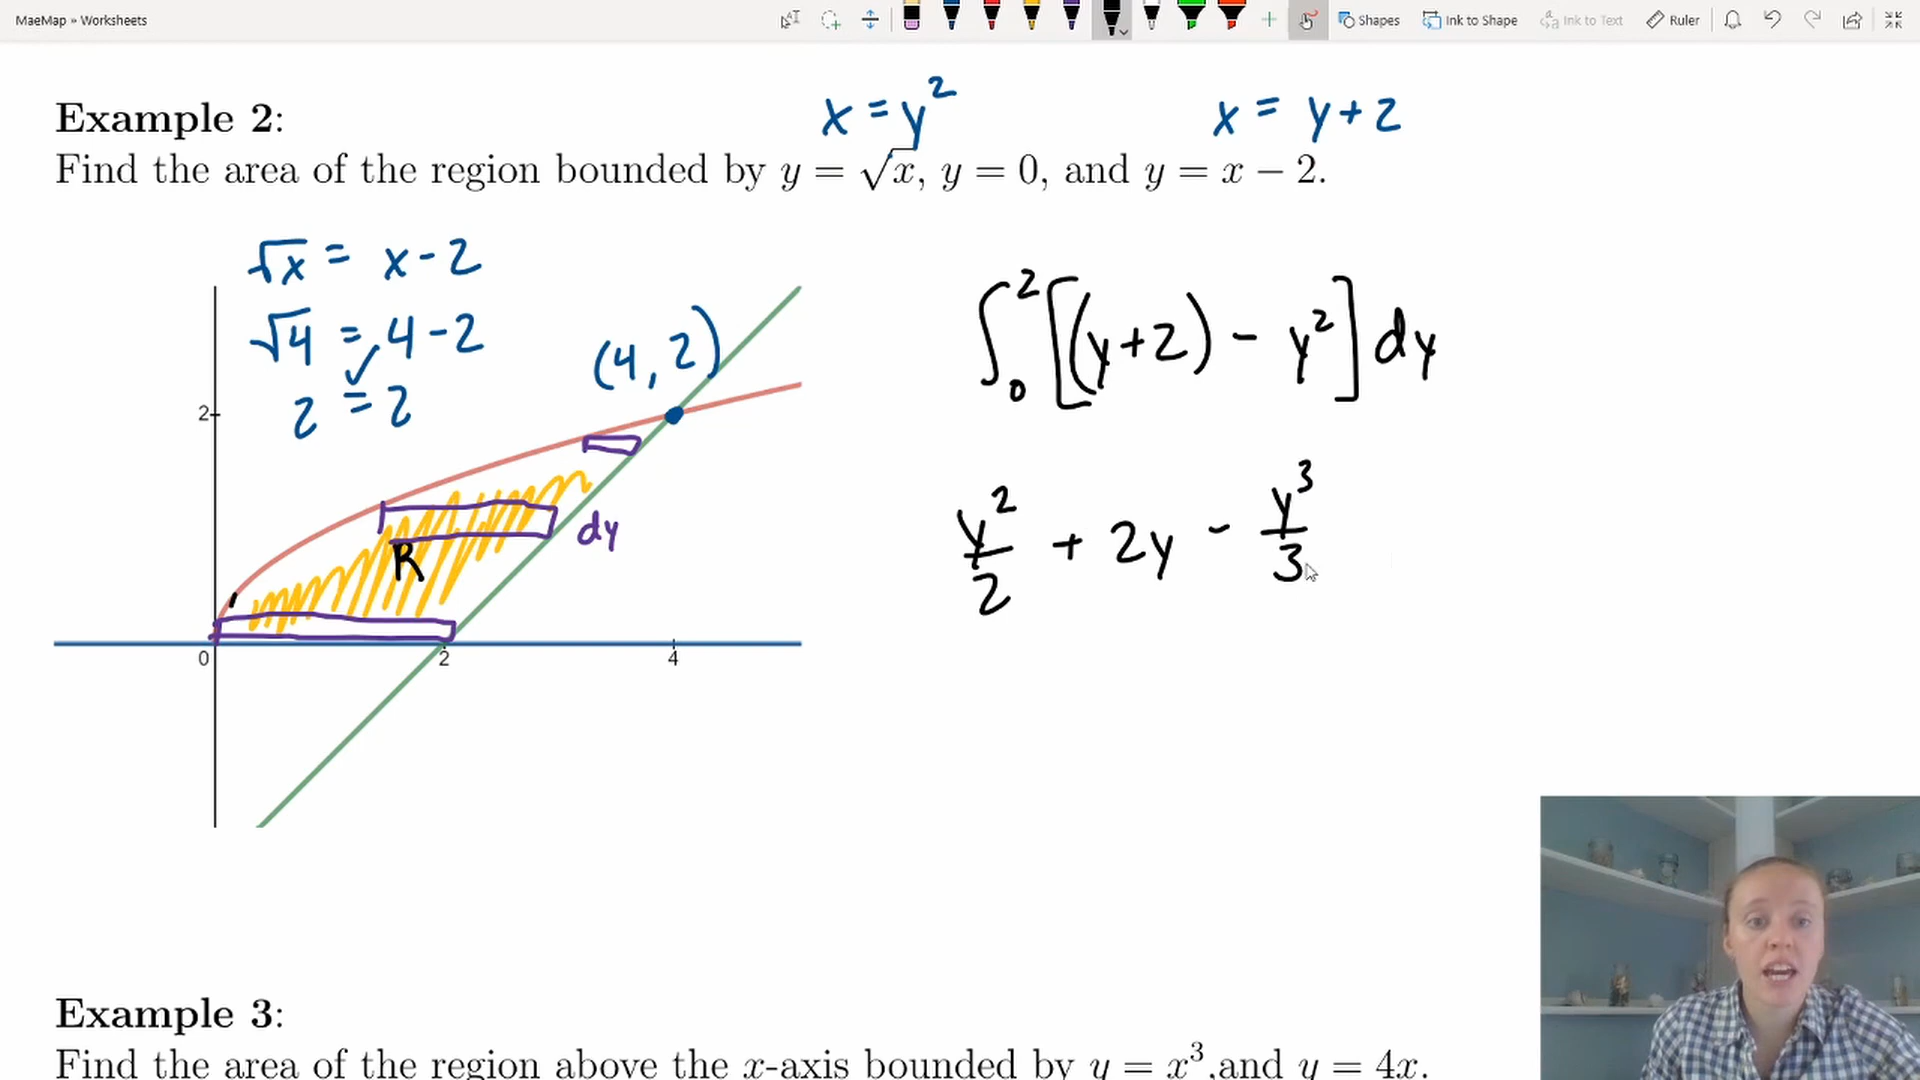 MaeMap » Worksheets
Shapes Ink to Shape Ink to Text Ruler
Example 2:
x = y² x = y+2
Find the area of the region bounded by y = √x, y = 0, and y = x − 2.
√x = x-2
√4 = 4-2
✓
2 = 2
(4, 2)
2
R
dy
0 2 4
∫₀² [(y+2) - y²] dy
y²/2 + 2y - y³/3
Example 3:
Find the area of the region above the x-axis bounded by y = x³,and y = 4x.